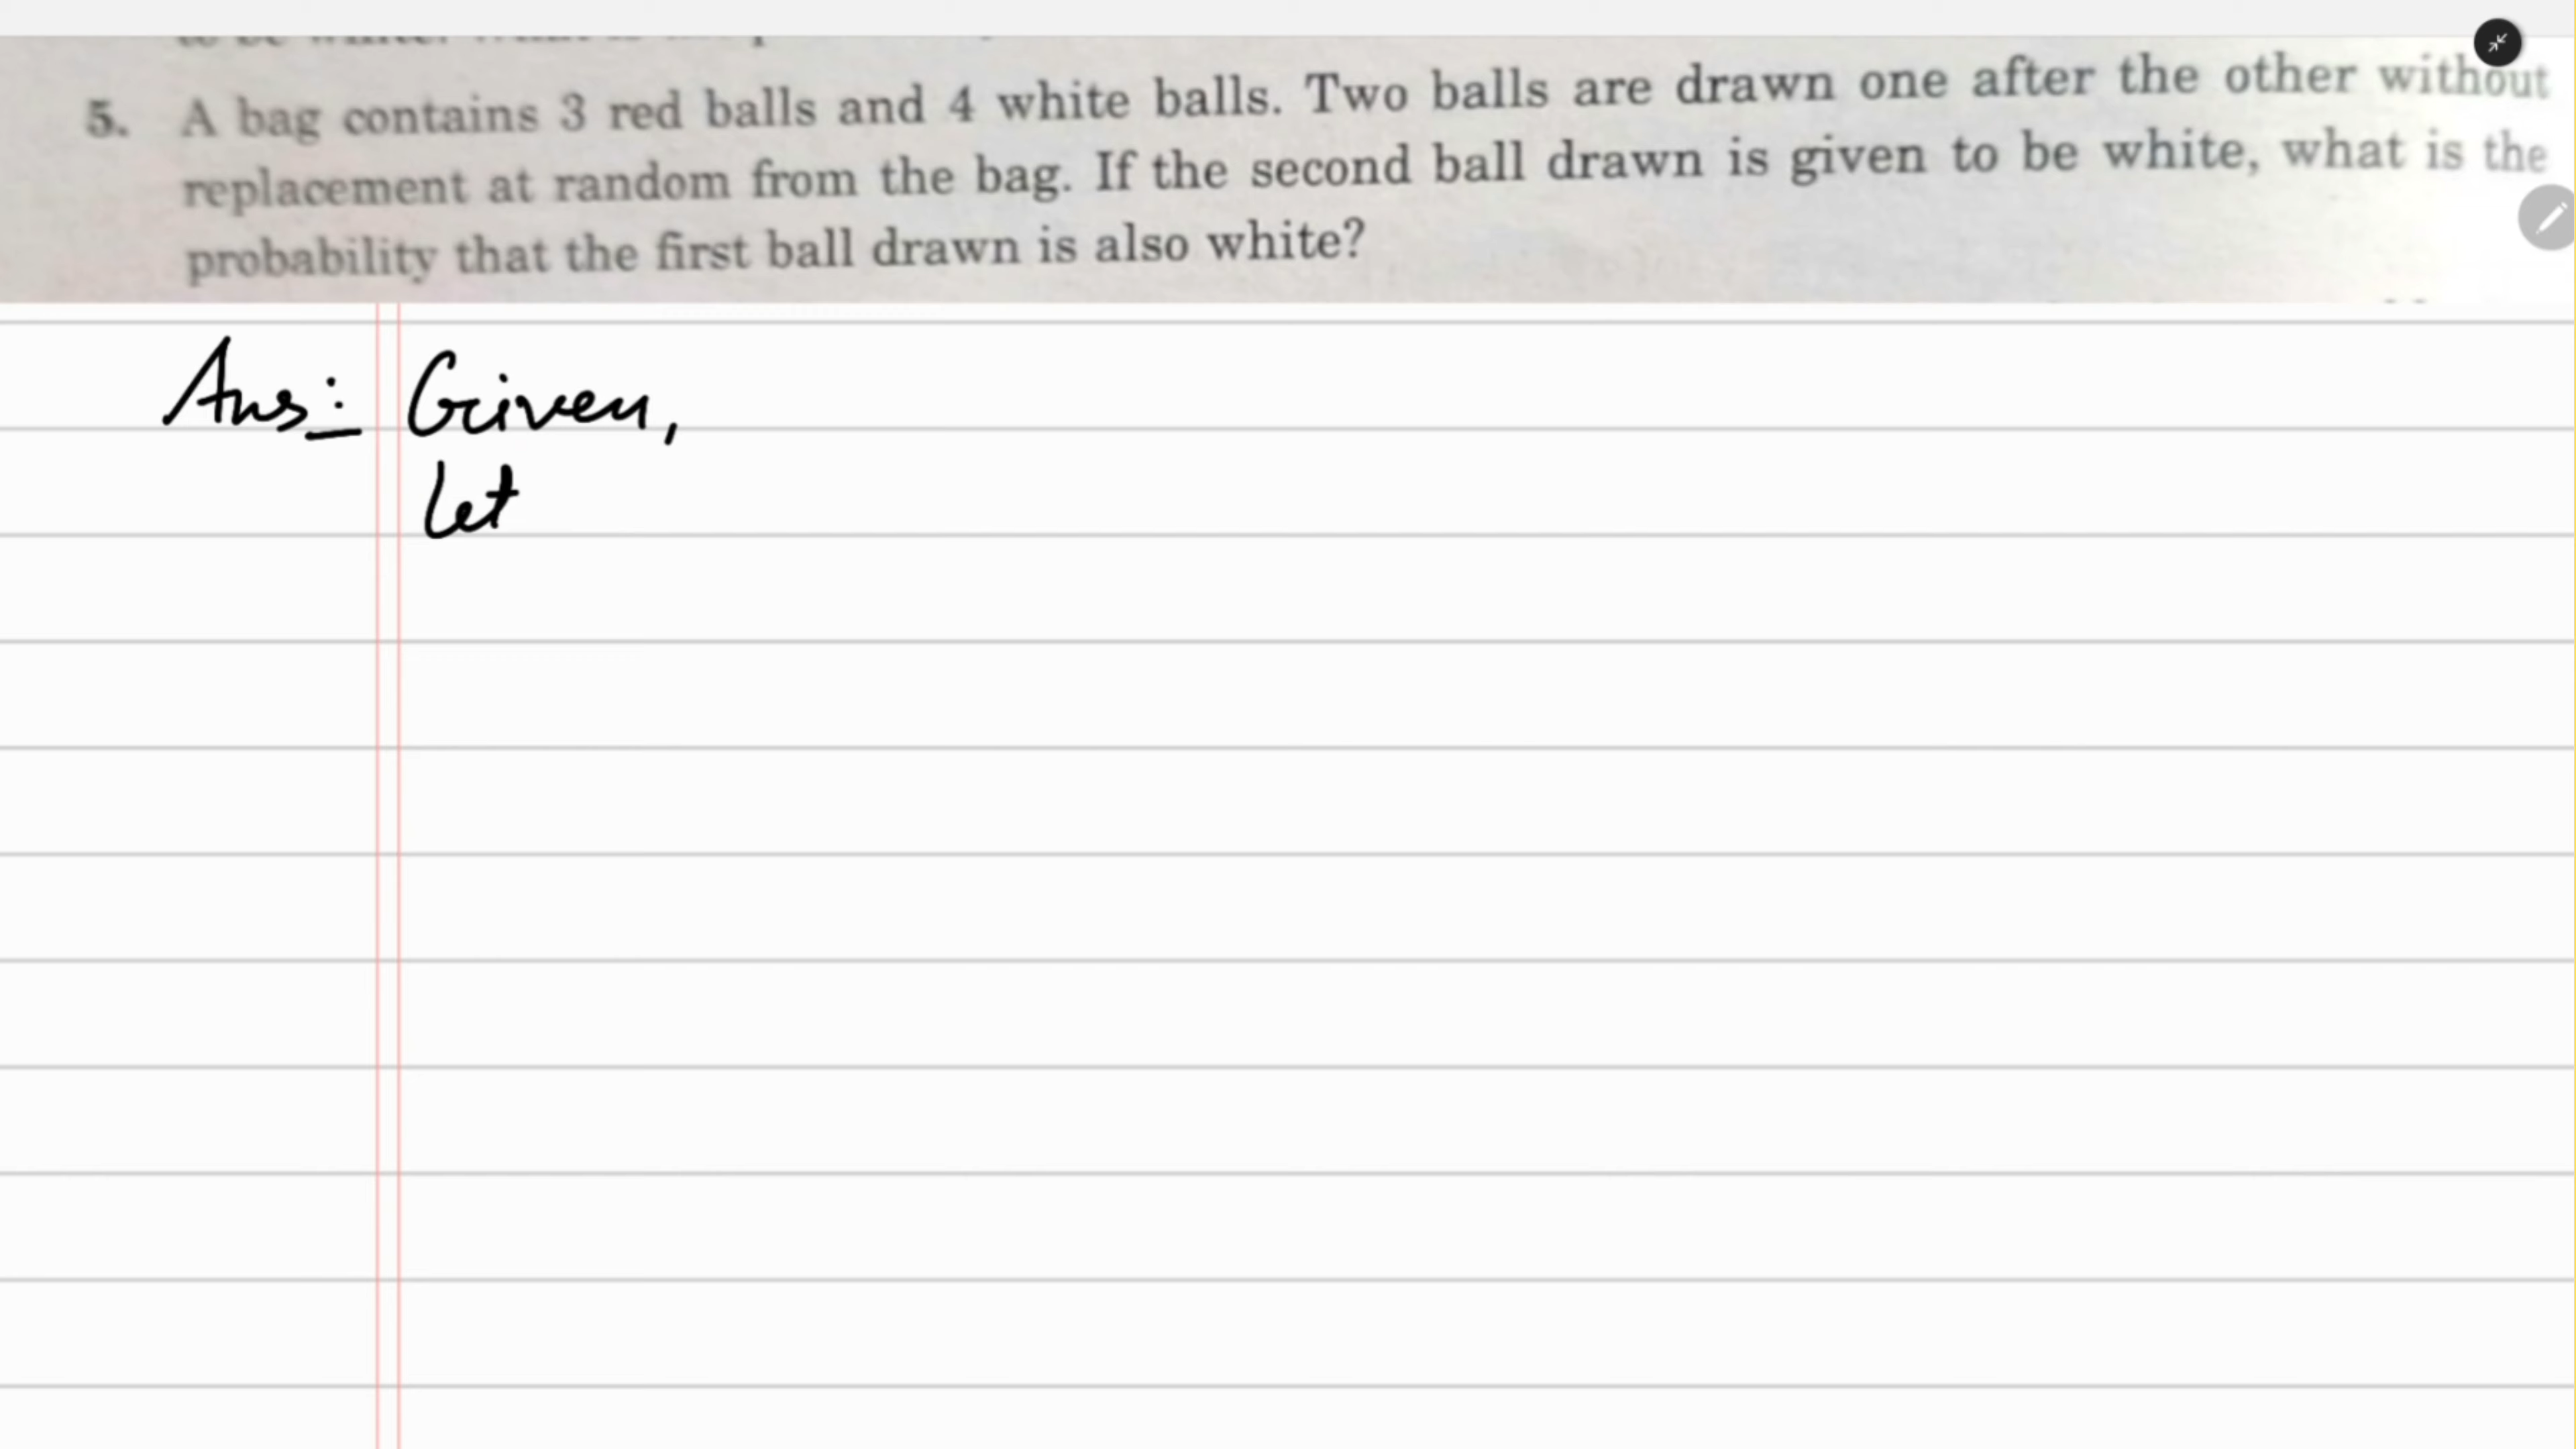 5. A bag contains 3 red balls and 4 white balls. Two balls are drawn one after the other without
replacement at random from the bag. If the second ball drawn is given to be white, what is the
probability that the first ball drawn is also white?
Ans:- Given,
Let